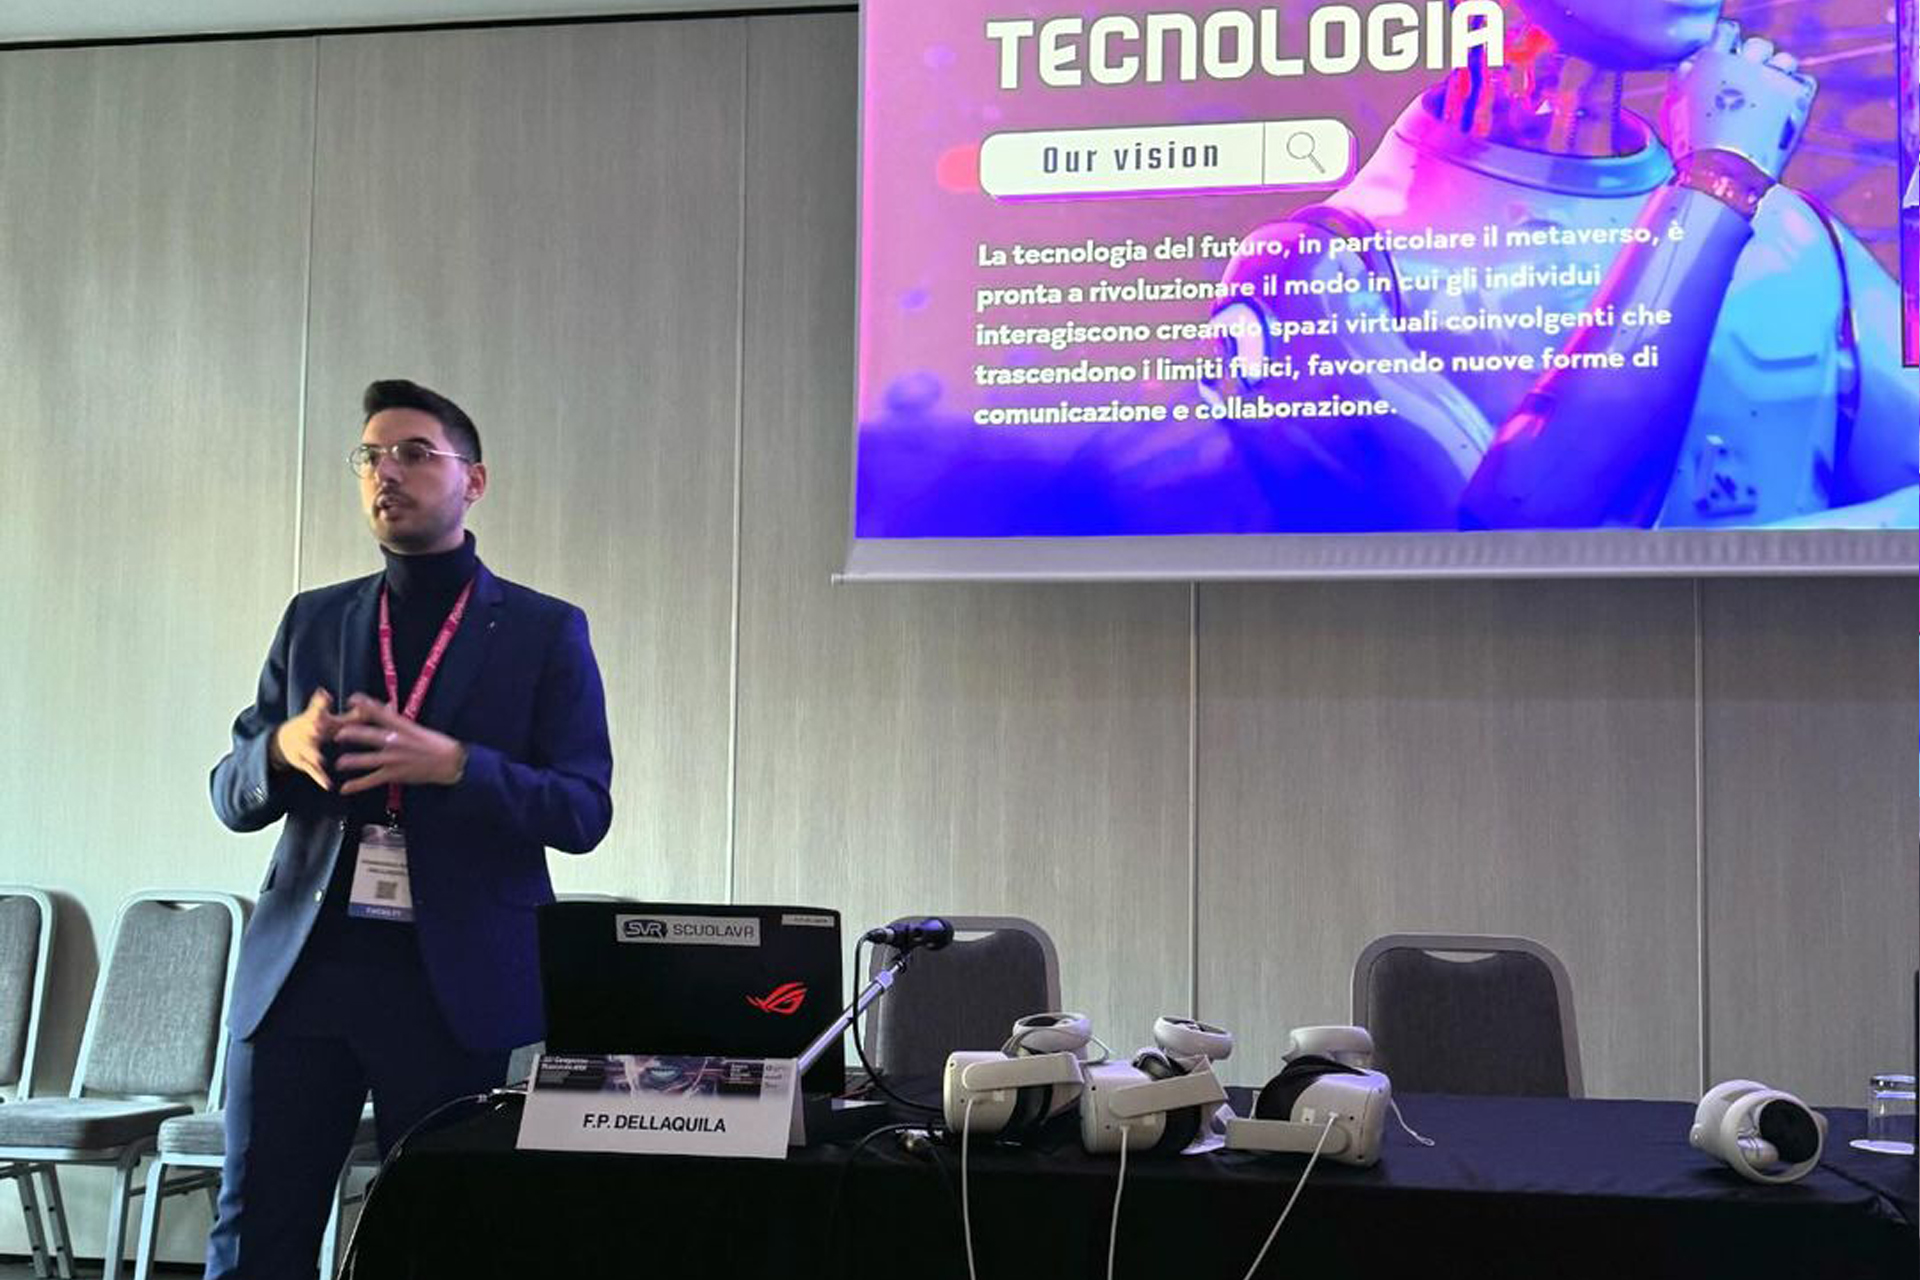 TECNOLOGIA
Our vision
La tecnologia del futuro, in particolare il metaverso, è
pronta a rivoluzionare il modo in cui gli individui
interagiscono creando spazi virtuali coinvolgenti che
trascendono i limiti fisici, favorendo nuove forme di
comunicazione e collaborazione.
SVR SCUOLAVR
F.P. DELLAQUILA